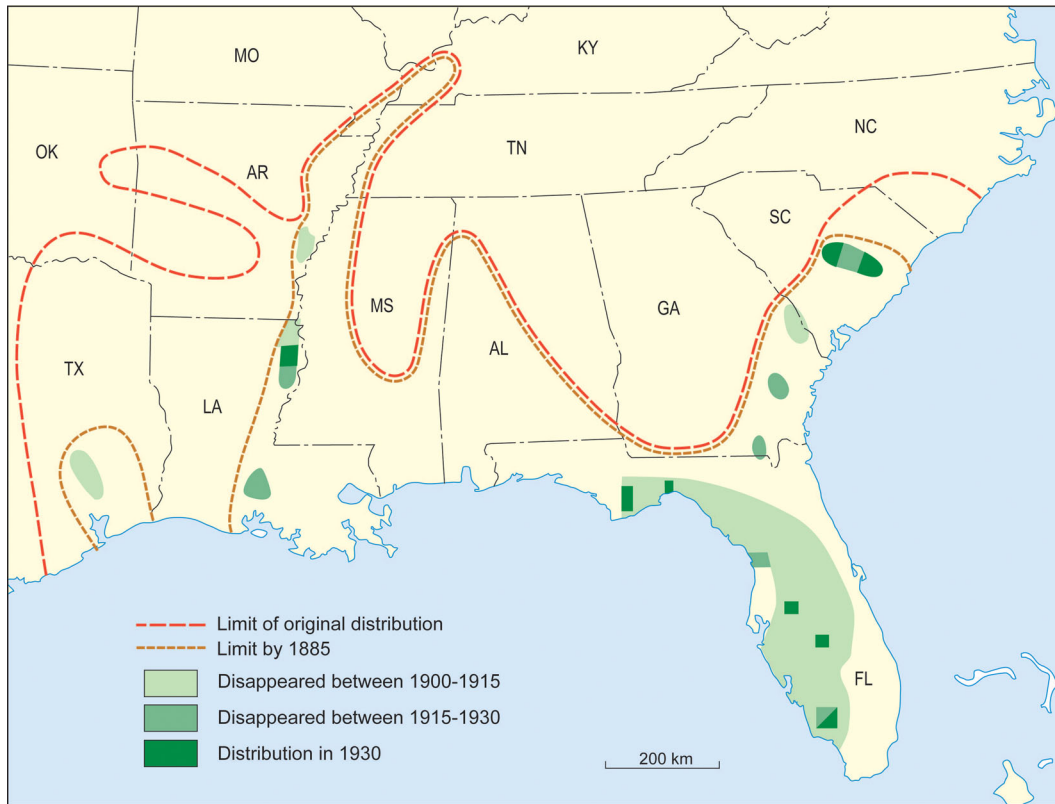 MO
KY
OK
AR
TN
NC
SC
MS
GA
AL
TX
LA
FL
Limit of original distribution
Limit by 1885
Disappeared between 1900-1915
Disappeared between 1915-1930
Distribution in 1930
200 km